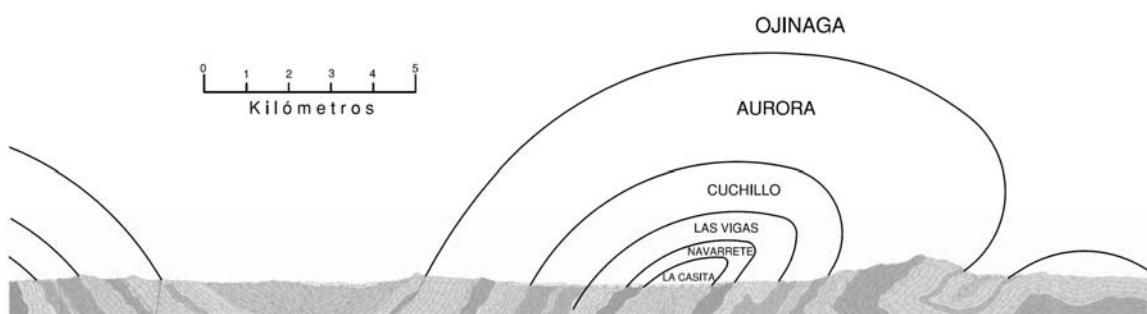 OJINAGA
0 1 2 3 4 5
Kilómetros
AURORA
CUCHILLO
LAS VIGAS
NAVARRETE
LA CASITA